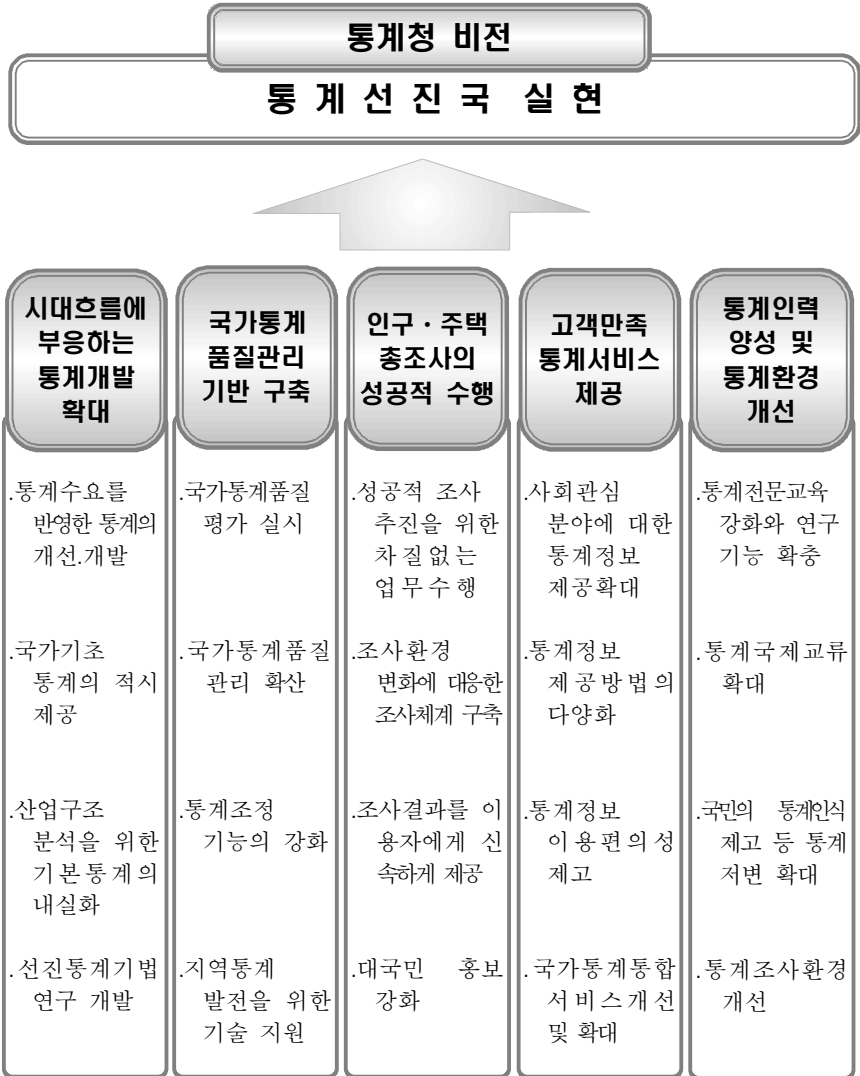 통계청 비전
통 계 선 진 국 실 현
시대흐름에
부응하는
통계개발
확대
.통계수요를
반영한 통계의
개선.개발
.국가기초
통계의 적시
제공
.산업구조
분석을 위한
기본통계의
내실화
.선진통계기법
연구 개발
국가통계
품질관리
기반 구축
.국가통계품질
평가 실시
.국가통계품질
관리 확산
.통계조정
기능의 강화
.지역통계
발전을 위한
기술 지원
인구·주택
총조사의
성공적 수행
.성공적 조사
추진을 위한
차질없는
업무수행
.조사환경
변화에 대응한
조사체계 구축
.조사결과를 이
용자에게 신
속하게 제공
.대국민 홍보
강화
고객만족
통계서비스
제공
.사회관심
분야에 대한
통계정보
제공확대
.통계정보
제공방법의
다양화
.통계정보
이용편의성
제고
.국가통계통합
서비스개선
및 확대
통계인력
양성 및
통계환경
개선
.통계전문교육
강화와 연구
기능 확충
.통계국제교류
확대
.국민의 통계인식
제고 등 통계
저변 확대
.통계조사환경
개선